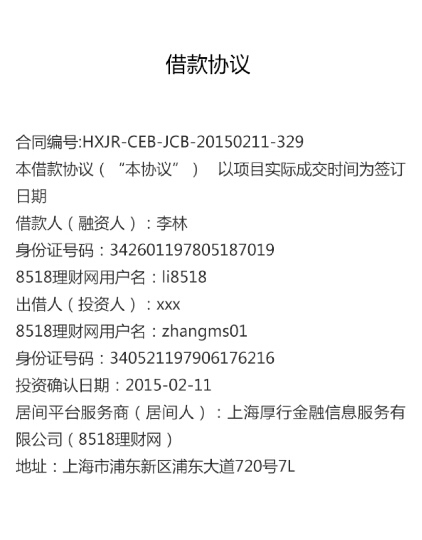 借款协议
合同编号:HXJR-CEB-JCB-20150211-329
本借款协议（“本协议”） 以项目实际成交时间为签订
日期
借款人（融资人）：李林
身份证号码：342601197805187019
8518理财网用户名：li8518
出借人（投资人）：xxx
8518理财网用户名：zhangms01
身份证号码：340521197906176216
投资确认日期：2015-02-11
居间平台服务商（居间人）：上海厚行金融信息服务有
限公司（8518理财网）
地址：上海市浦东新区浦东大道720号7L